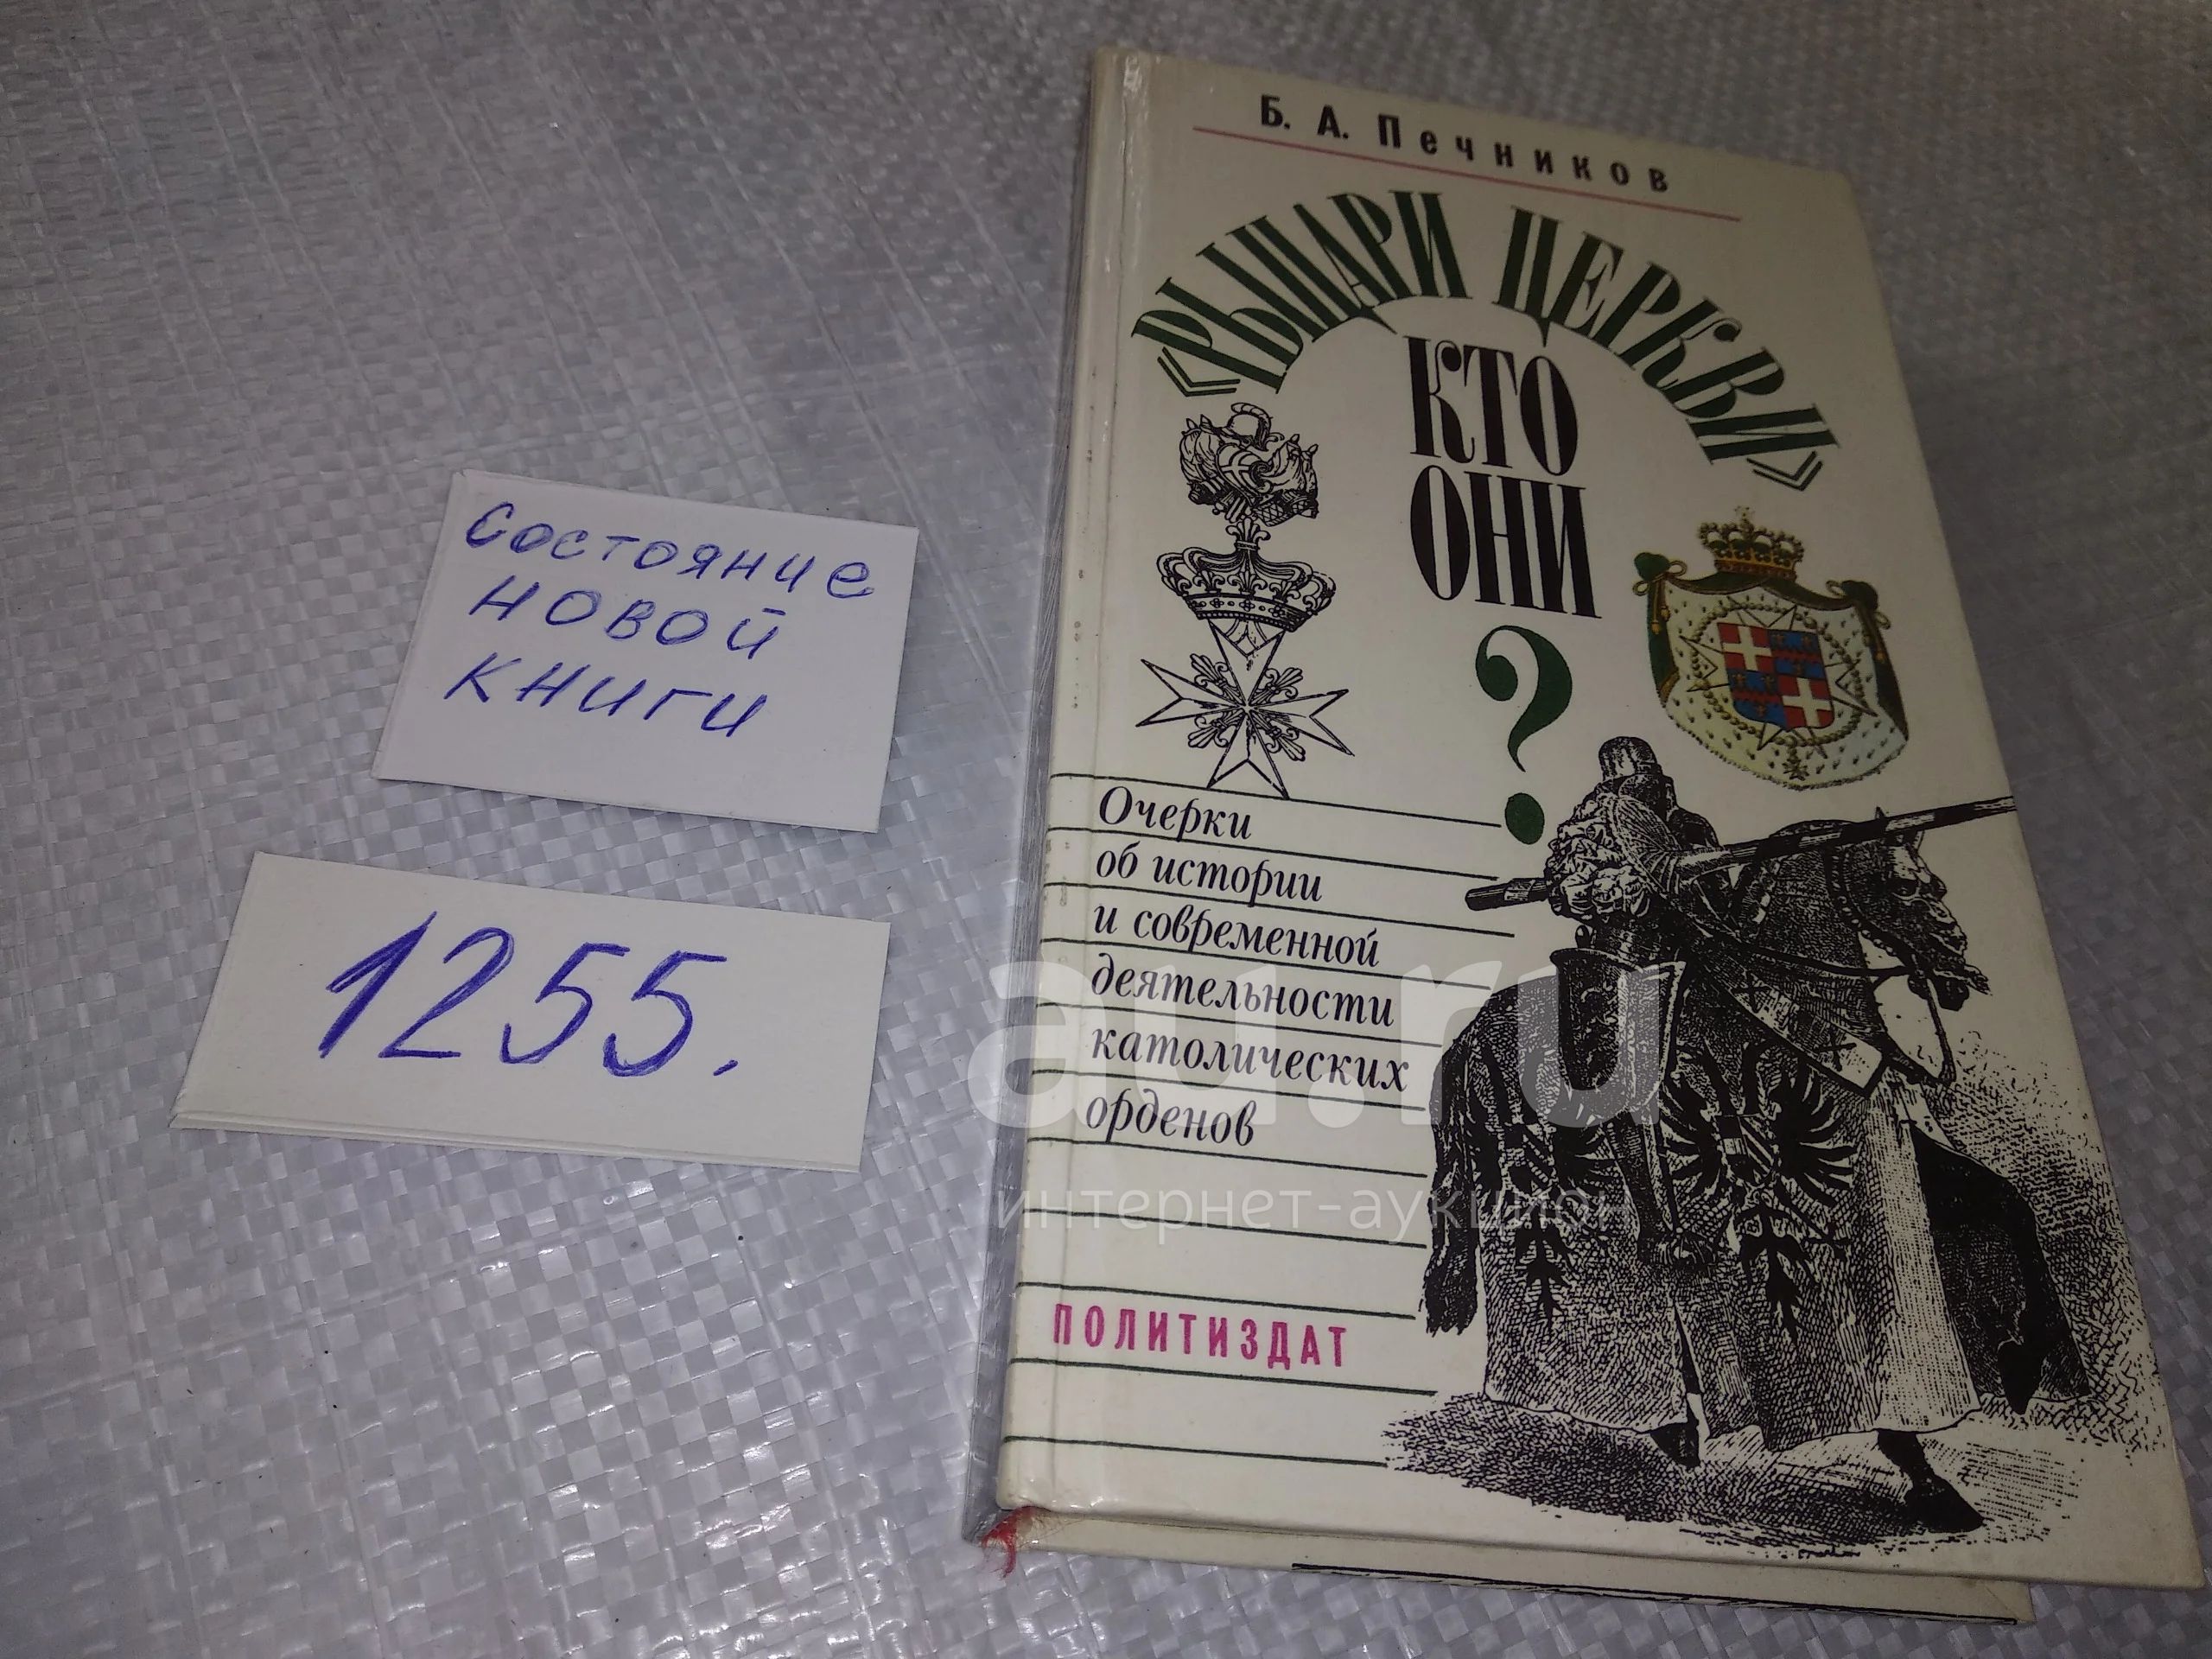 Состояние
новой
книги
1255.
Б. А. Печников
«РЫЦАРИ ЦЕРКВИ»
КТО
ОНИ
?
Очерки
об истории
и современной
деятельности
католических
орденов
ПОЛИТИЗДАТ
au.ru
интернет-аукцион